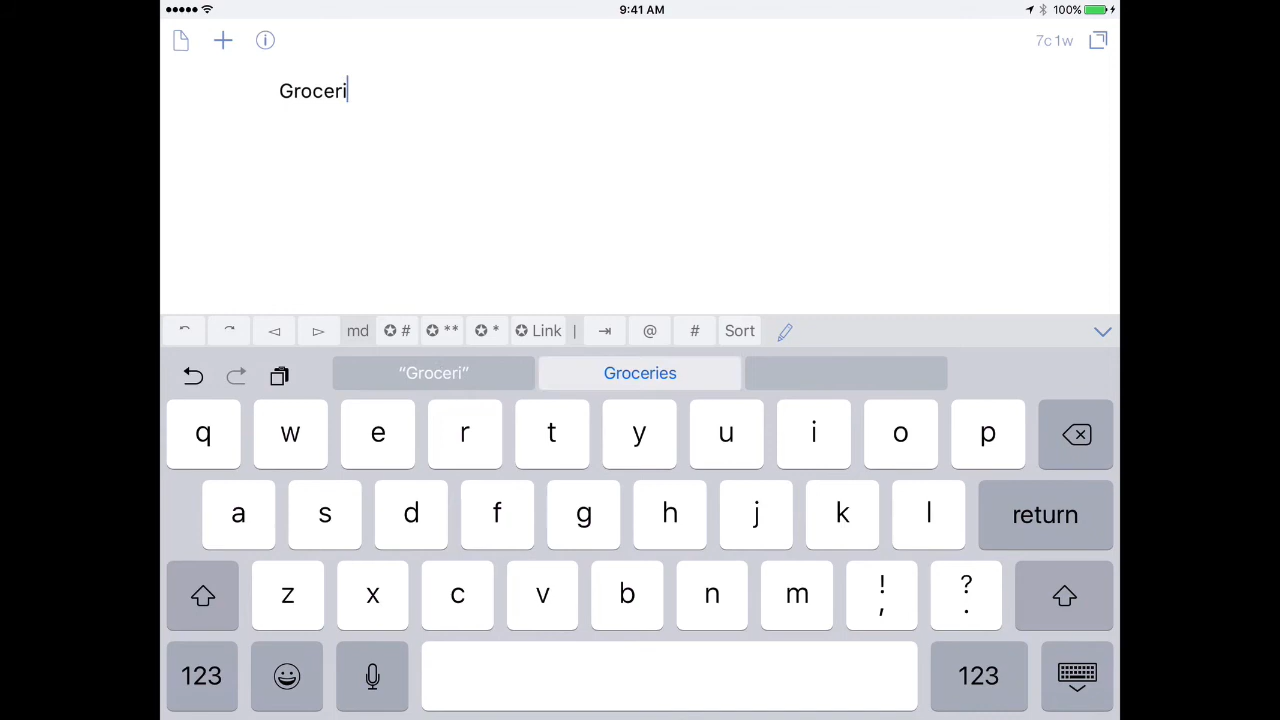 9:41 AM
100%
7c 1w
Groceri
md
#
**
*
Link
|
@
#
Sort
“Groceri”
Groceries
q w e r t y u i o p
a s d f g h j k l return
z x c v b n m ! , ? .
123
123